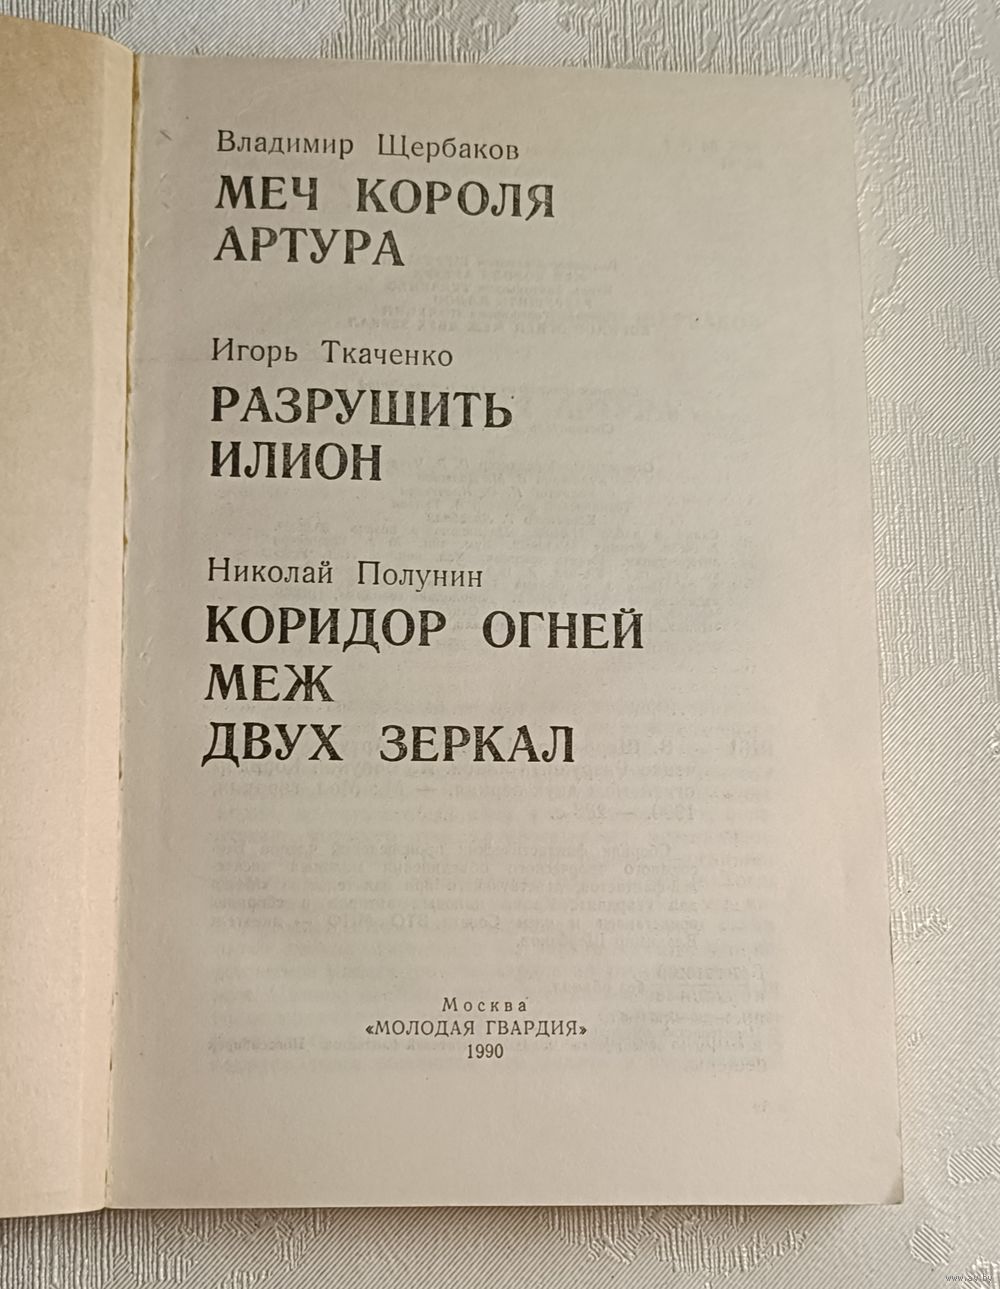 Владимир Щербаков
МЕЧ КОРОЛЯ
АРТУРА
Игорь Ткаченко
РАЗРУШИТЬ
ИЛИОН
Николай Полунин
КОРИДОР ОГНЕЙ
МЕЖ
ДВУХ ЗЕРКАЛ
Москва
«МОЛОДАЯ ГВАРДИЯ»
1990